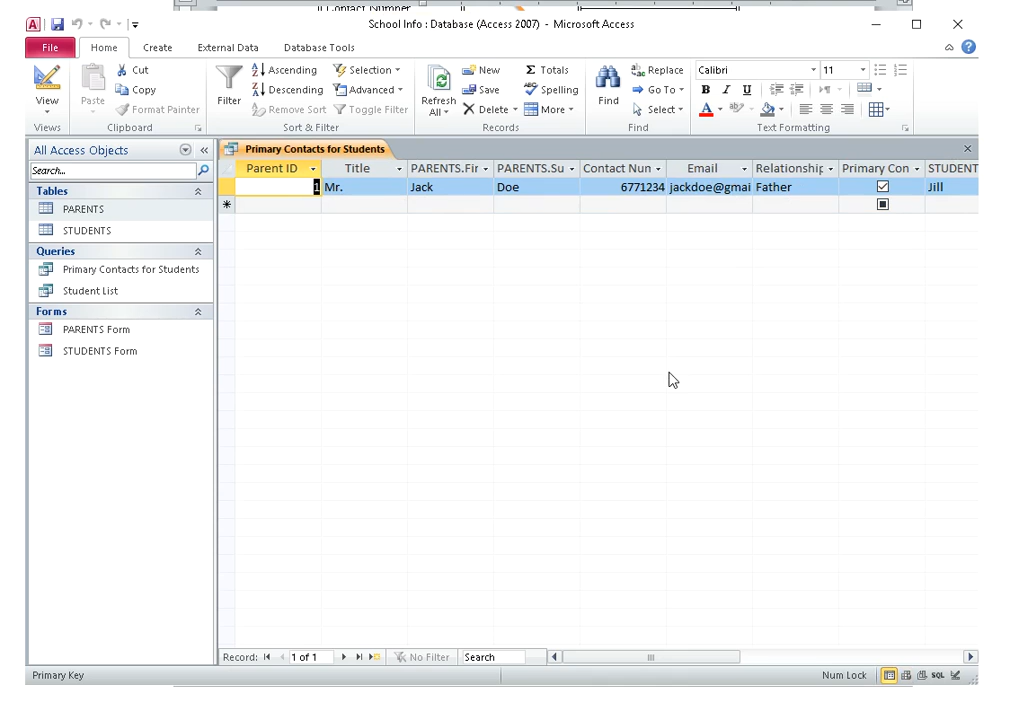 Contact Number
School Info : Database (Access 2007) - Microsoft Access
File Home Create External Data Database Tools
View Paste Cut Copy Format Painter
Filter Ascending Descending Remove Sort Selection Advanced Toggle Filter
Refresh All New Save Delete Totals Spelling More
Find Replace Go To Select
Calibri 11
B I U
A ab
Views Clipboard Sort & Filter Records Find Text Formatting
All Access Objects
Search...
Tables
PARENTS
STUDENTS
Queries
Primary Contacts for Students
Student List
Forms
PARENTS Form
STUDENTS Form
Primary Contacts for Students
Parent ID Title PARENTS.Fir PARENTS.Su Contact Nun Email Relationship Primary Con STUDENT
1 Mr. Jack Doe 6771234 jackdoe@gmai Father Jill
Record: 1 of 1 No Filter Search
Primary Key Num Lock SQL